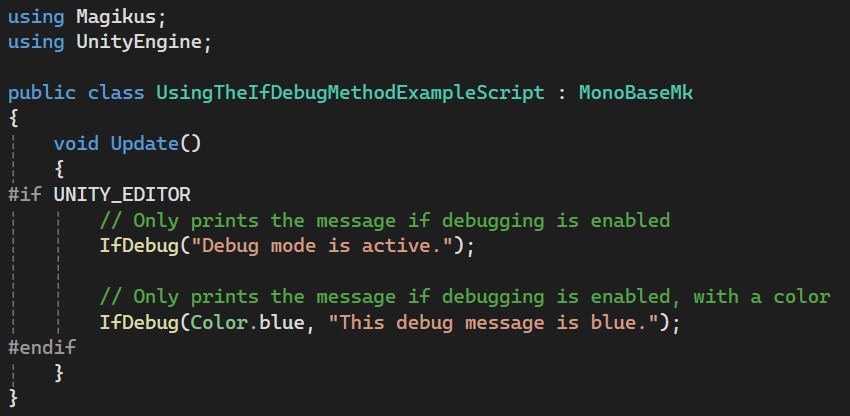 using Magikus;
using UnityEngine;

public class UsingTheIfDebugMethodExampleScript : MonoBaseMk
{
    void Update()
    {
#if UNITY_EDITOR
        // Only prints the message if debugging is enabled
        IfDebug("Debug mode is active.");

        // Only prints the message if debugging is enabled, with a color
        IfDebug(Color.blue, "This debug message is blue.");
#endif
    }
}